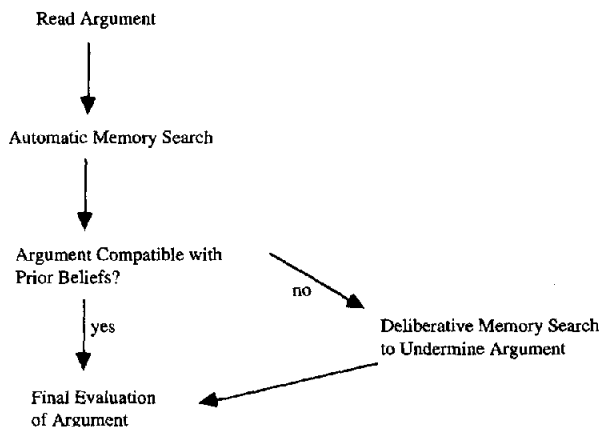 Read Argument
Automatic Memory Search
Argument Compatible with
Prior Beliefs?
no
yes
Deliberative Memory Search
to Undermine Argument
Final Evaluation
of Argument